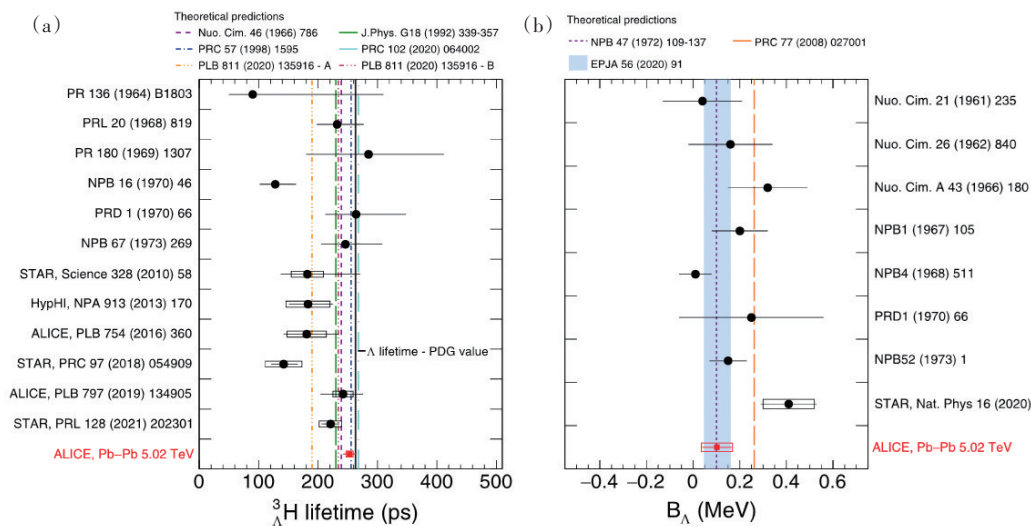 (a)
Theoretical predictions
Nuo. Cim. 46 (1966) 786
J.Phys. G18 (1992) 339-357
PRC 57 (1998) 1595
PRC 102 (2020) 064002
PLB 811 (2020) 135916 - A
PLB 811 (2020) 135916 - B
PR 136 (1964) B1803
PRL 20 (1968) 819
PR 180 (1969) 1307
NPB 16 (1970) 46
PRD 1 (1970) 66
NPB 67 (1973) 269
STAR, Science 328 (2010) 58
HypHI, NPA 913 (2013) 170
ALICE, PLB 754 (2016) 360
STAR, PRC 97 (2018) 054909
ALICE, PLB 797 (2019) 134905
STAR, PRL 128 (2021) 202301
ALICE, Pb–Pb 5.02 TeV
Λ lifetime - PDG value
0 100 200 300 400 500
³ΛH lifetime (ps)
(b)
Theoretical predictions
NPB 47 (1972) 109-137
PRC 77 (2008) 027001
EPJA 56 (2020) 91
Nuo. Cim. 21 (1961) 235
Nuo. Cim. 26 (1962) 840
Nuo. Cim. A 43 (1966) 180
NPB1 (1967) 105
NPB4 (1968) 511
PRD1 (1970) 66
NPB52 (1973) 1
STAR, Nat. Phys 16 (2020)
ALICE, Pb–Pb 5.02 TeV
−0.4 −0.2 0 0.2 0.4 0.6
BΛ (MeV)